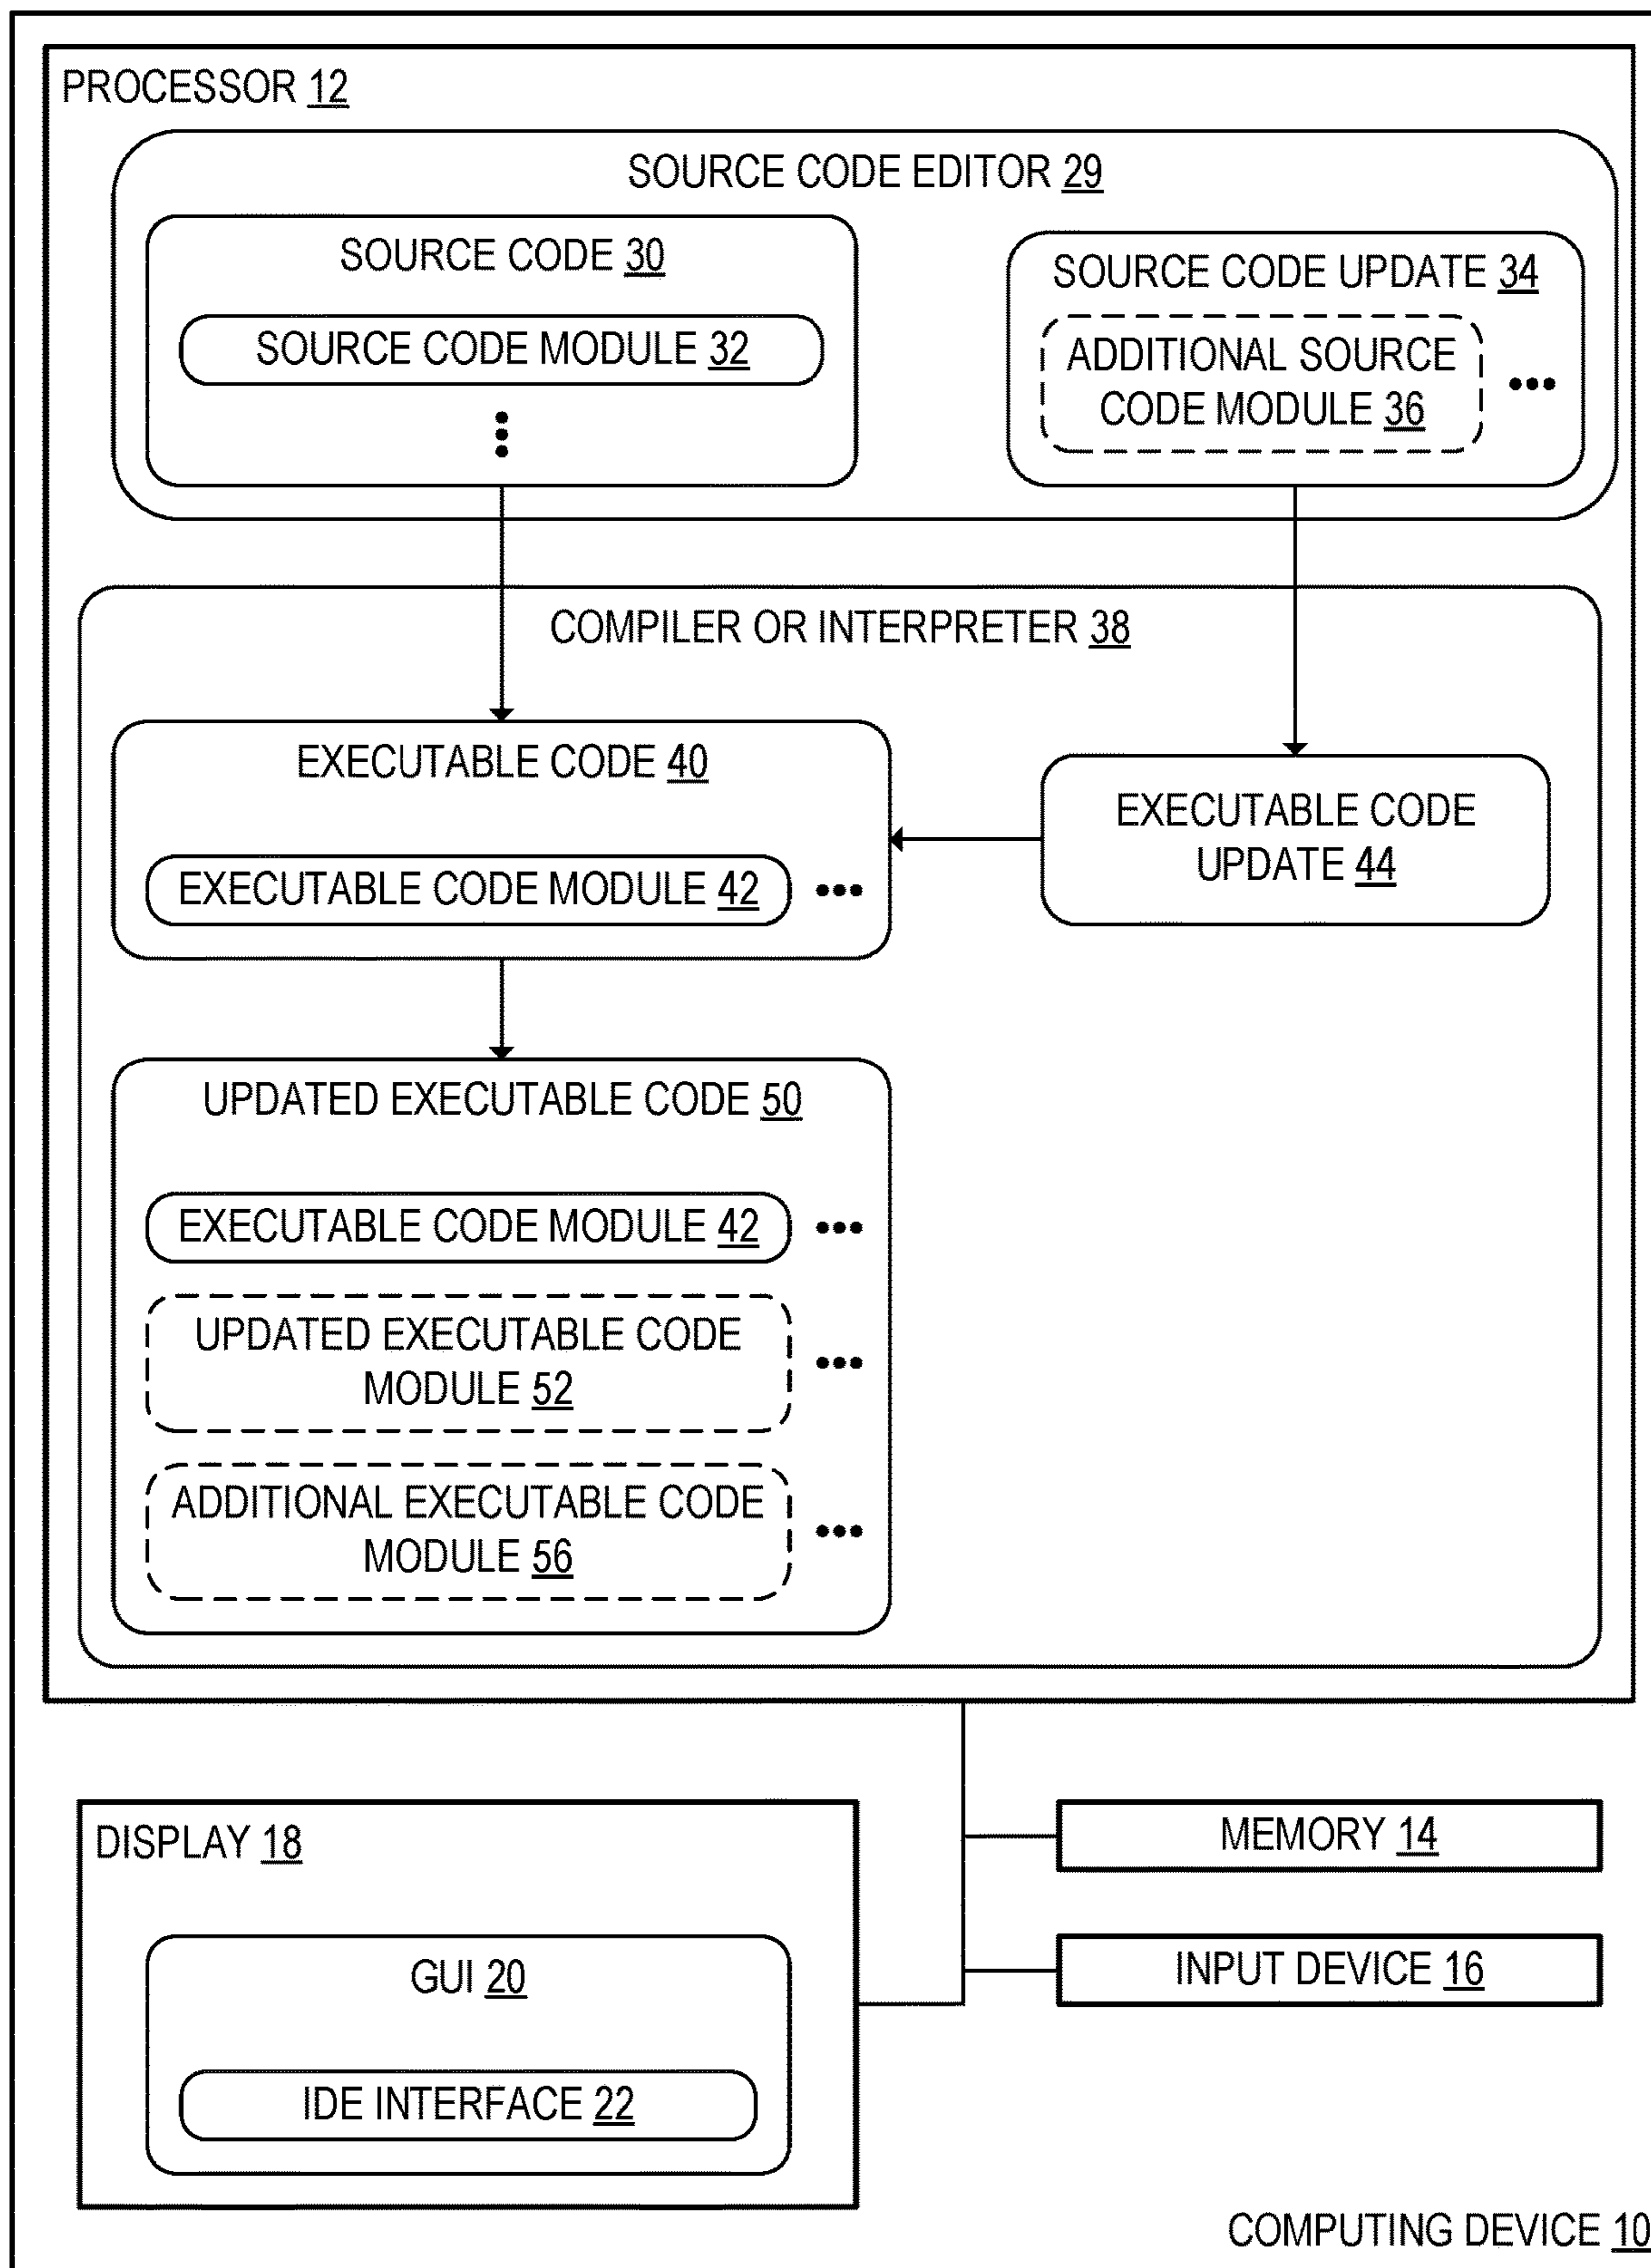 PROCESSOR 12
SOURCE CODE EDITOR 29
SOURCE CODE 30
SOURCE CODE MODULE 32
SOURCE CODE UPDATE 34
ADDITIONAL SOURCE
CODE MODULE 36
COMPILER OR INTERPRETER 38
EXECUTABLE CODE 40
EXECUTABLE CODE MODULE 42
EXECUTABLE CODE
UPDATE 44
UPDATED EXECUTABLE CODE 50
EXECUTABLE CODE MODULE 42
UPDATED EXECUTABLE CODE
MODULE 52
ADDITIONAL EXECUTABLE CODE
MODULE 56
DISPLAY 18
GUI 20
IDE INTERFACE 22
MEMORY 14
INPUT DEVICE 16
COMPUTING DEVICE 10